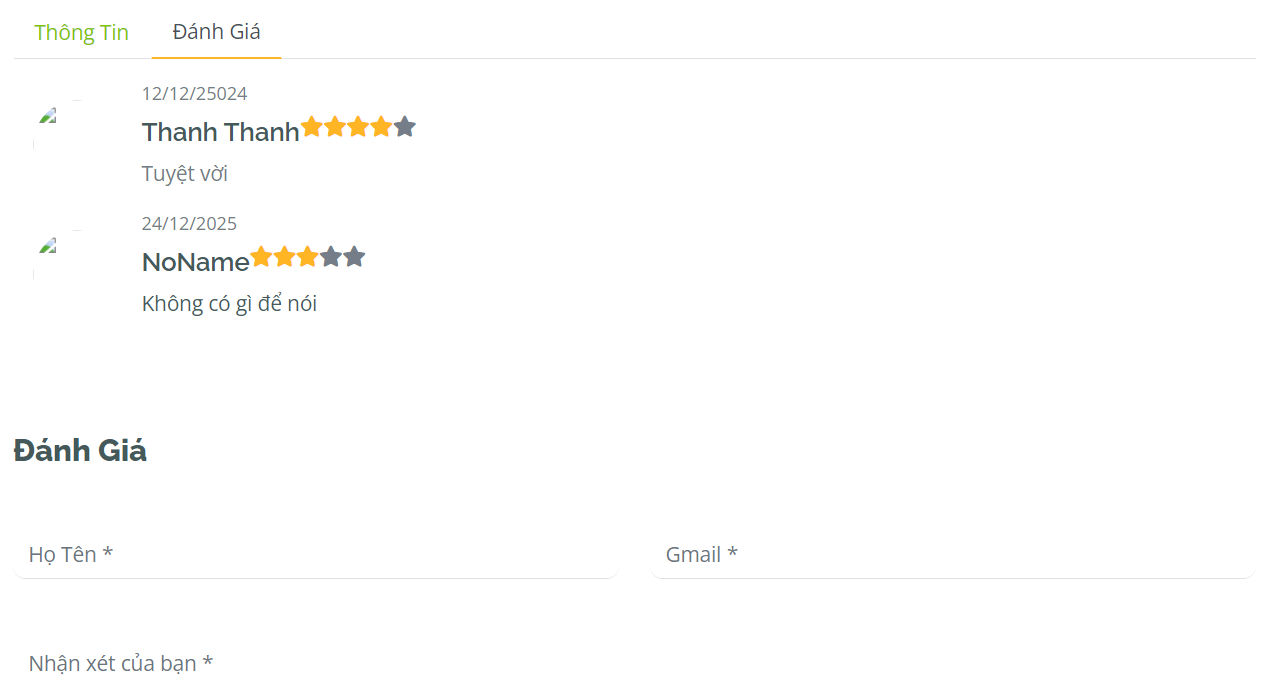 Thông Tin Đánh Giá
12/12/25024
Thanh Thanh
Tuyệt vời
24/12/2025
NoName
Không có gì để nói
Đánh Giá
Họ Tên * Gmail *
Nhận xét của bạn *